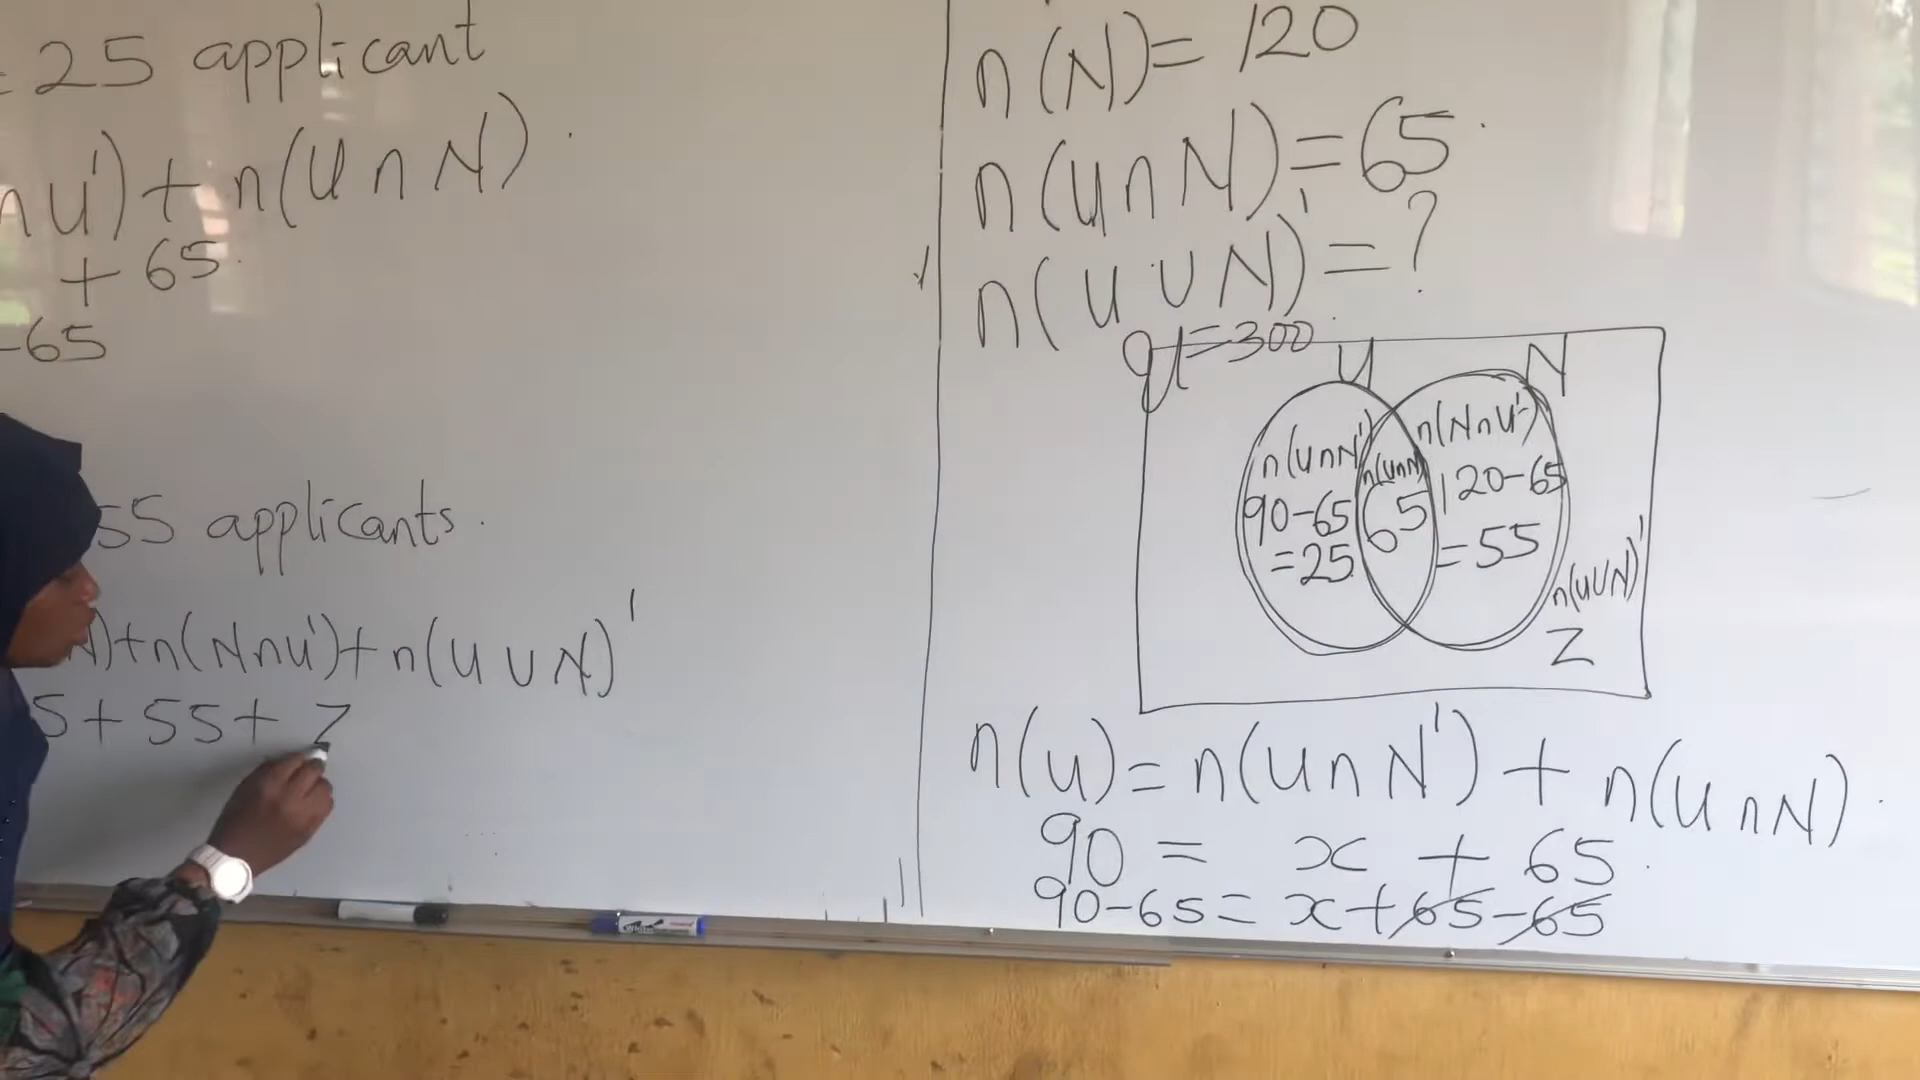 = 25 applicant
n U') + n(U n N).
+ 65.
-65
55 applicants.
N) + n(N n U') + n(U U N)'
5 + 55 + Z
n(N) = 120
n(U n N) = 65.
n(U U N)' = ?
= 300
U
N
n(U n N')
90 - 65
= 25
n(U n N)
65
n(N n U')
120 - 65
= 55
n(U U N)'
Z
n(U) = n(U n N') + n(U n N).
90 = x + 65.
90 - 65 = x + 65 - 65